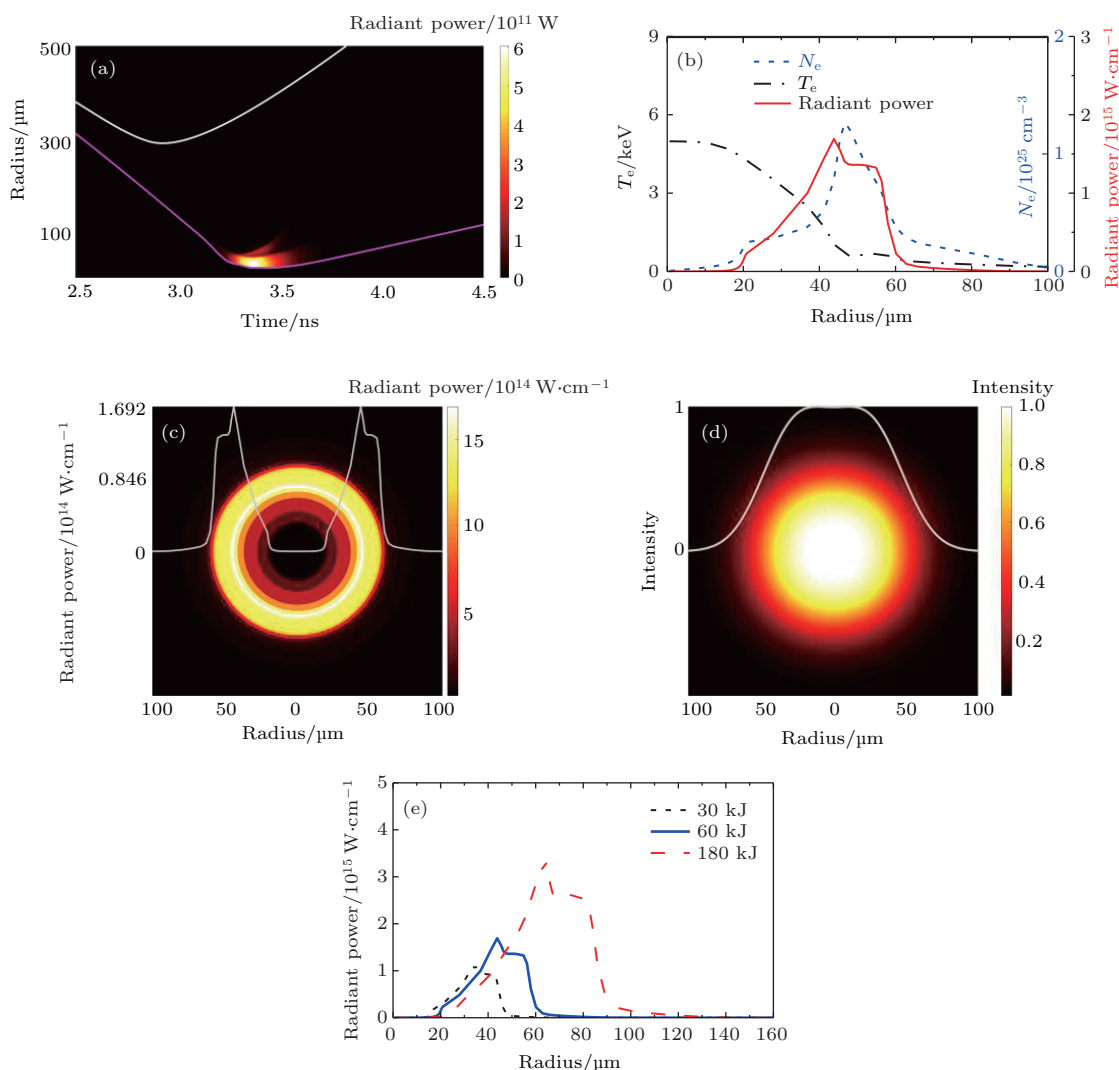 Radiant power/10¹¹ W
(a)
500
300
100
Radius/µm
2.5
3.0
3.5
4.0
4.5
Time/ns
6
5
4
3
2
1
0
(b)
Nₑ
Tₑ
Radiant power
9
6
3
0
Tₑ/keV
0
20
40
60
80
100
Radius/µm
2
1
0
Nₑ/10²⁵ cm⁻³
3
2
1
0
Radiant power/10¹⁵ W·cm⁻¹
Radiant power/10¹⁴ W·cm⁻¹
(c)
1.692
0.846
0
Radiant power/10¹⁴ W·cm⁻¹
100
50
0
50
100
Radius/µm
15
10
5
Intensity
(d)
1
0
Intensity
100
50
0
50
100
Radius/µm
1.0
0.8
0.6
0.4
0.2
(e)
30 kJ
60 kJ
180 kJ
5
4
3
2
1
0
Radiant power/10¹⁵ W·cm⁻¹
0
20
40
60
80
100
120
140
160
Radius/µm